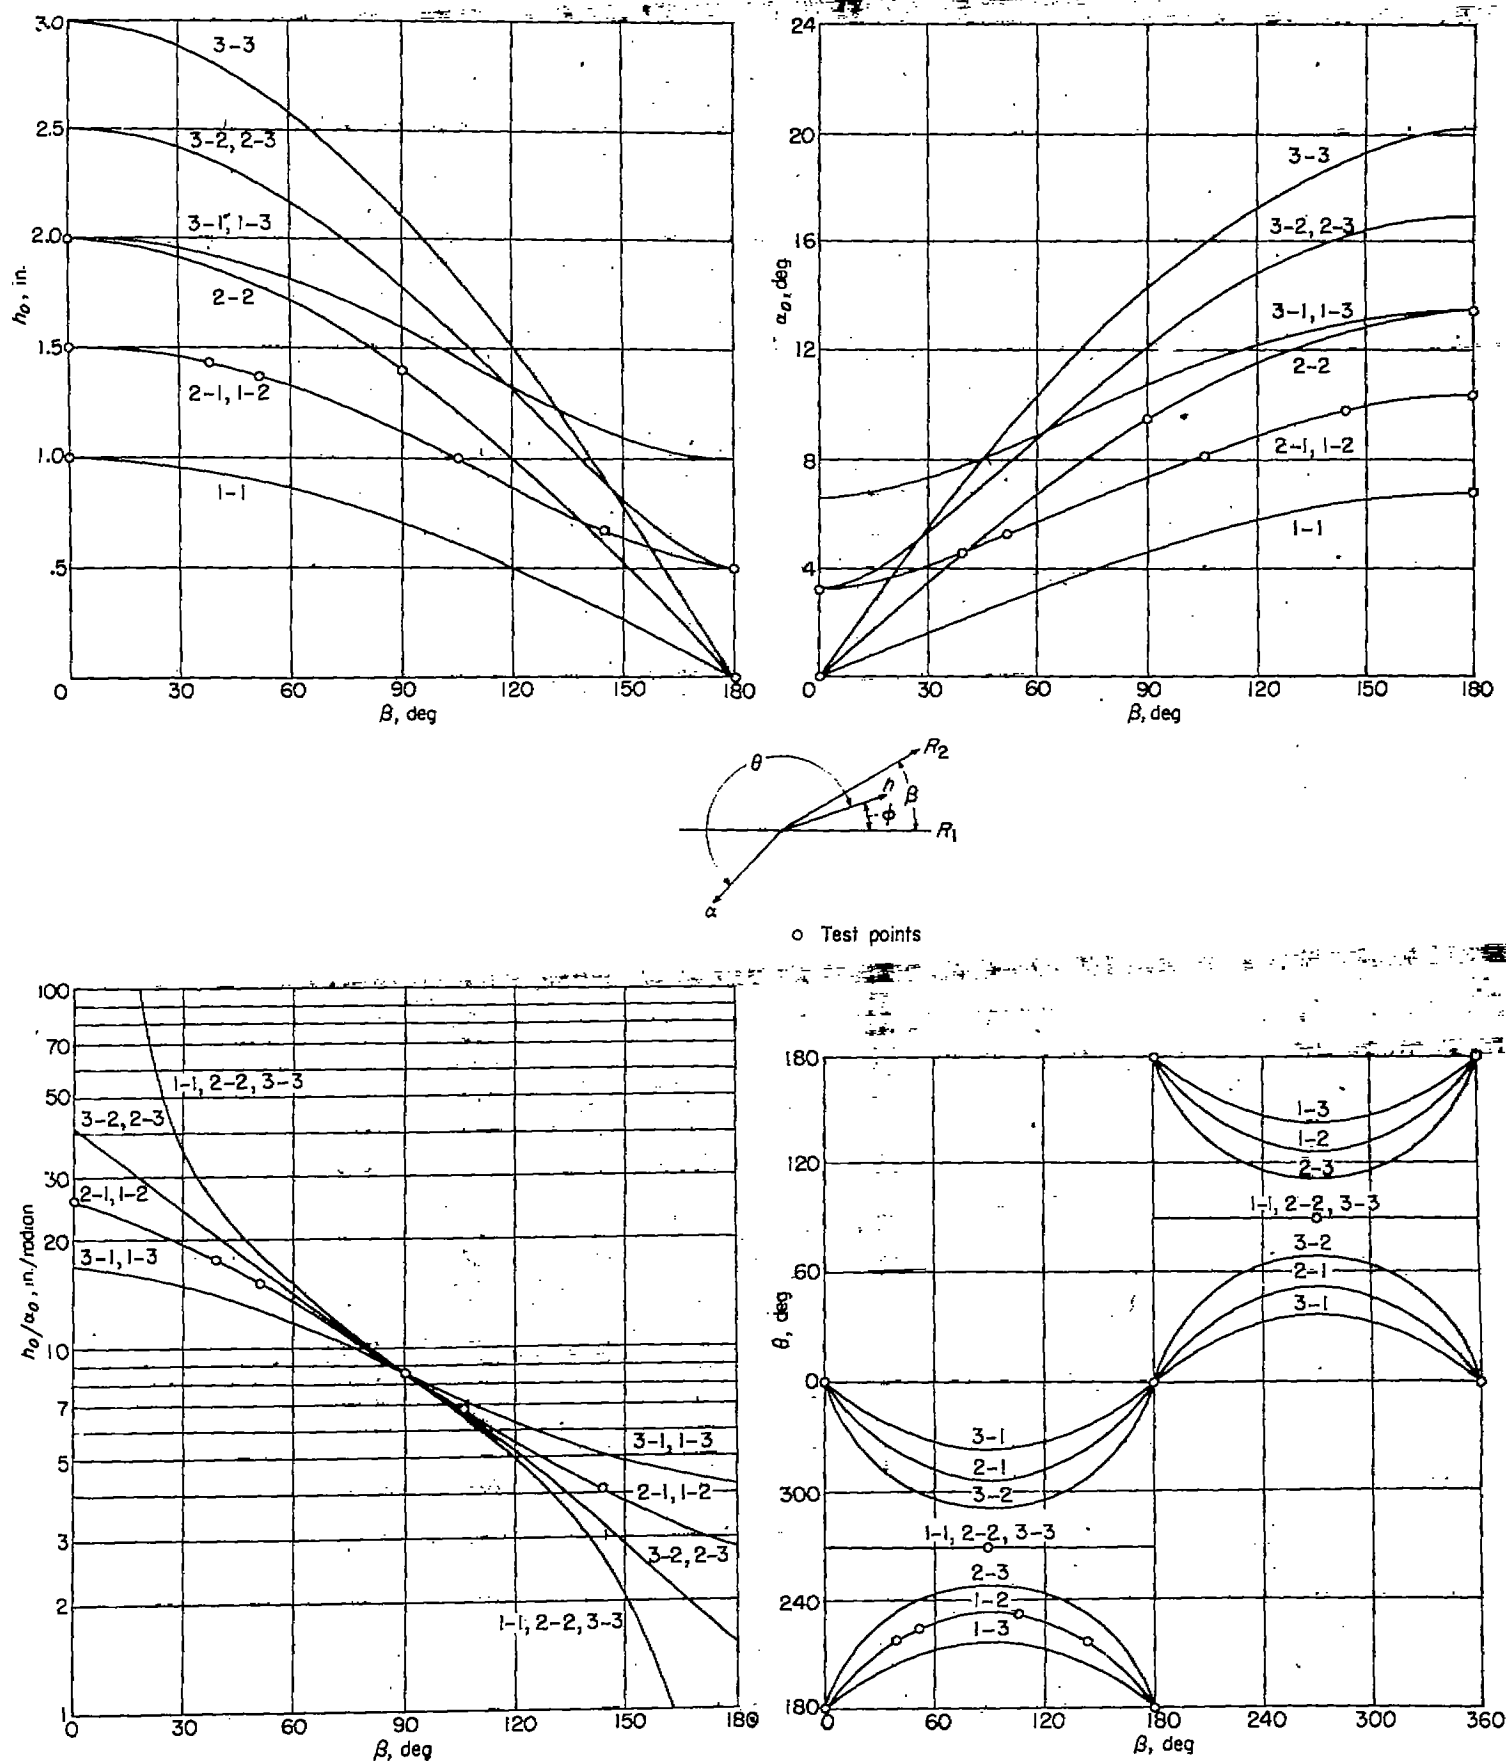 3.0
2.5
2.0
1.5
1.0
.5
0
h₀, in.
3-3
3-2, 2-3
3-1, 1-3
2-2
2-1, 1-2
1-1
0 30 60 90 120 150 180
β, deg
24
20
16
12
8
4
0
α₀, deg
3-3
3-2, 2-3
3-1, 1-3
2-2
2-1, 1-2
1-1
0 30 60 90 120 150 180
β, deg
θ
R₂
h
β
ϕ
R₁
α
○ Test points
100
70
50
30
20
10
7
5
3
2
1
h₀/α₀, in./radian
1-1, 2-2, 3-3
3-2, 2-3
2-1, 1-2
3-1, 1-3
3-1, 1-3
2-1, 1-2
3-2, 2-3
1-1, 2-2, 3-3
0 30 60 90 120 150 180
β, deg
180
120
60
0
300
240
180
θ, deg
1-3
1-2
2-3
1-1, 2-2, 3-3
3-2
2-1
3-1
3-1
2-1
3-2
1-1, 2-2, 3-3
2-3
1-2
1-3
0 60 120 180 240 300 360
β, deg